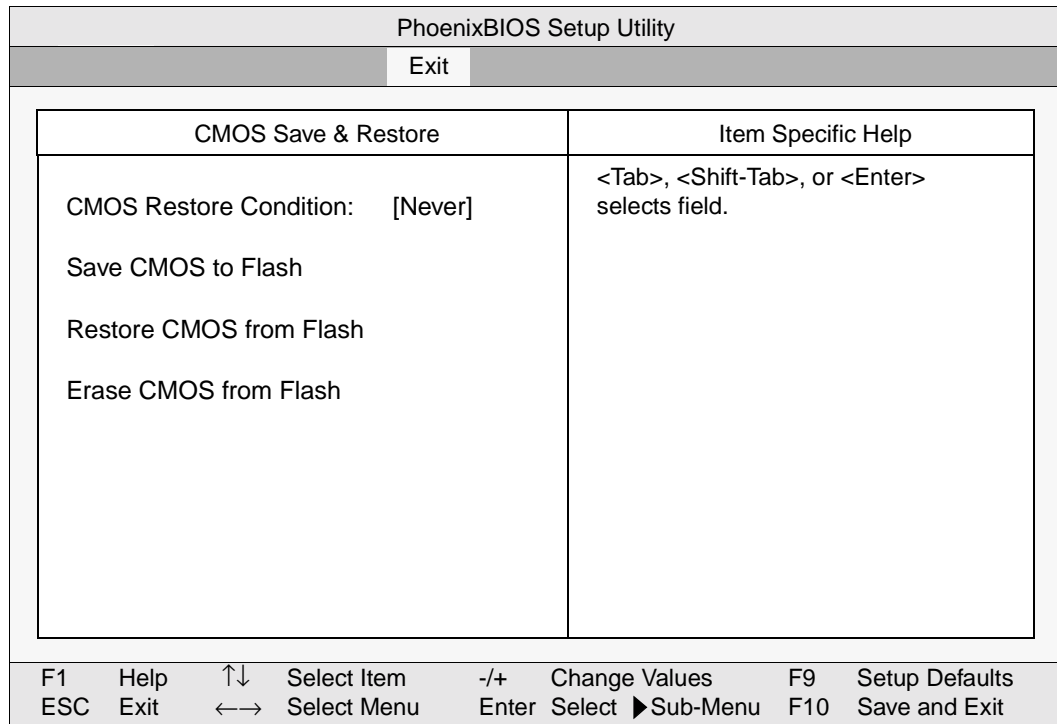 PhoenixBIOS Setup Utility
Exit
CMOS Save & Restore
Item Specific Help
CMOS Restore Condition: [Never]
Save CMOS to Flash
Restore CMOS from Flash
Erase CMOS from Flash
<Tab>, <Shift-Tab>, or <Enter>
selects field.
F1 Help ↑↓ Select Item -/+ Change Values F9 Setup Defaults
ESC Exit ←→ Select Menu Enter Select ▶Sub-Menu F10 Save and Exit